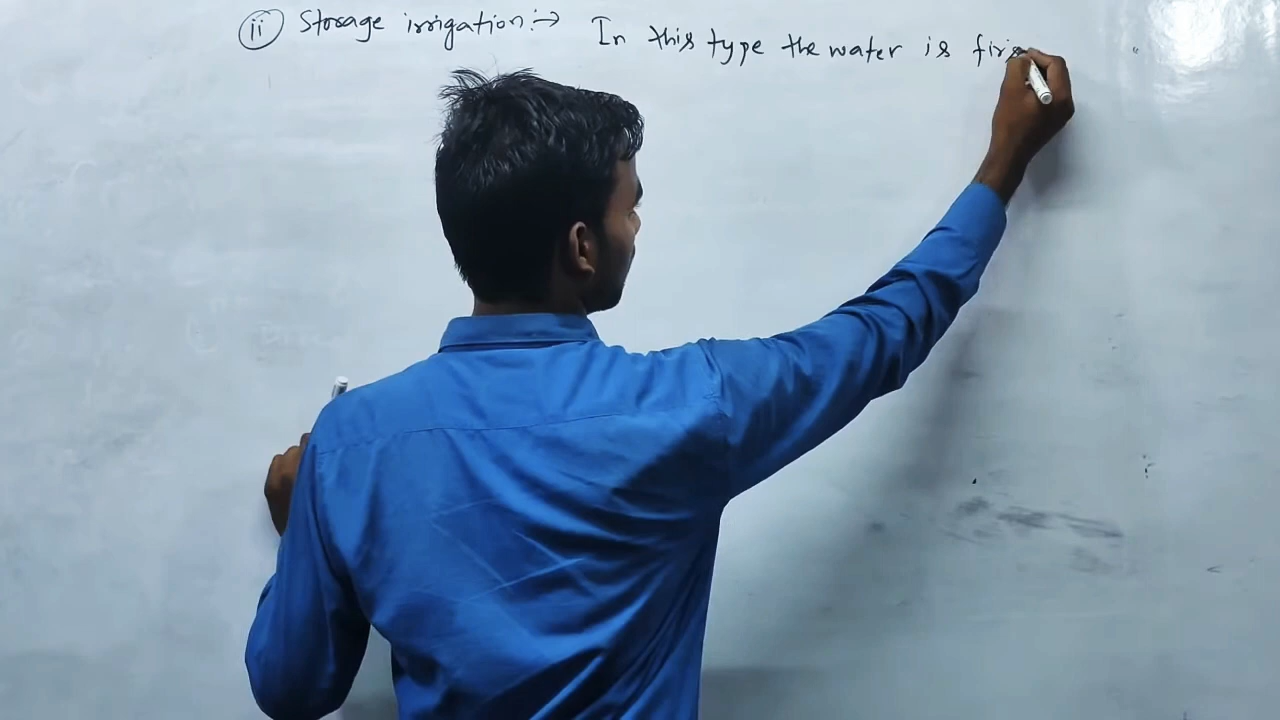 (ii) Storage irrigation:→ In this type the water is firs